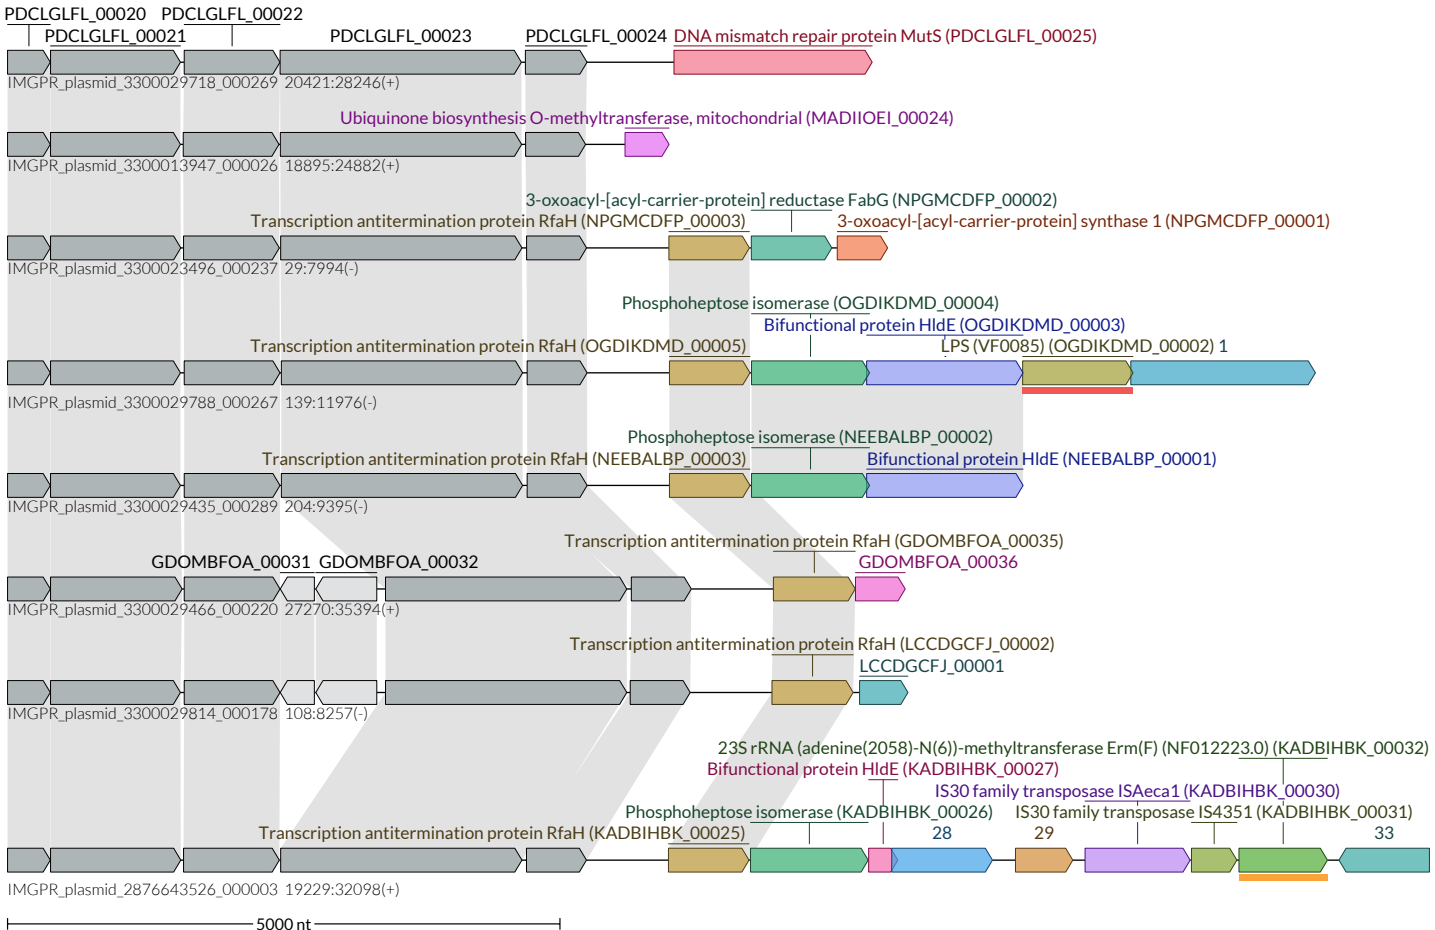 PDCLGLFL_00020 PDCLGLFL_00022
PDCLGLFL_00021 PDCLGLFL_00023 PDCLGLFL_00024 DNA mismatch repair protein MutS (PDCLGLFL_00025)
IMGPR_plasmid_3300029718_000269 20421:28246(+)
Ubiquinone biosynthesis O-methyltransferase, mitochondrial (MADIIOEI_00024)
IMGPR_plasmid_3300013947_000026 18895:24882(+)
3-oxoacyl-[acyl-carrier-protein] reductase FabG (NPGMCDFP_00002)
Transcription antitermination protein RfaH (NPGMCDFP_00003) 3-oxoacyl-[acyl-carrier-protein] synthase 1 (NPGMCDFP_00001)
IMGPR_plasmid_3300023496_000237 29:7994(-)
Phosphoheptose isomerase (OGDIKDMD_00004)
Bifunctional protein HldE (OGDIKDMD_00003)
Transcription antitermination protein RfaH (OGDIKDMD_00005) LPS (VF0085) (OGDIKDMD_00002) 1
IMGPR_plasmid_3300029788_000267 139:11976(-)
Phosphoheptose isomerase (NEEBALBP_00002)
Transcription antitermination protein RfaH (NEEBALBP_00003) Bifunctional protein HldE (NEEBALBP_00001)
IMGPR_plasmid_3300029435_000289 204:9395(-)
Transcription antitermination protein RfaH (GDOMBFOA_00035)
GDOMBFOA_00031 GDOMBFOA_00032 GDOMBFOA_00036
IMGPR_plasmid_3300029466_000220 27270:35394(+)
Transcription antitermination protein RfaH (LCCDGCFJ_00002)
LCCDGCFJ_00001
IMGPR_plasmid_3300029814_000178 108:8257(-)
23S rRNA (adenine(2058)-N(6))-methyltransferase Erm(F) (NF012223.0) (KADBIHBK_00032)
Bifunctional protein HldE (KADBIHBK_00027)
IS30 family transposase ISAeca1 (KADBIHBK_00030)
Phosphoheptose isomerase (KADBIHBK_00026) IS30 family transposase IS4351 (KADBIHBK_00031)
Transcription antitermination protein RfaH (KADBIHBK_00025) 28 29 33
IMGPR_plasmid_2876643526_000003 19229:32098(+)
5000 nt